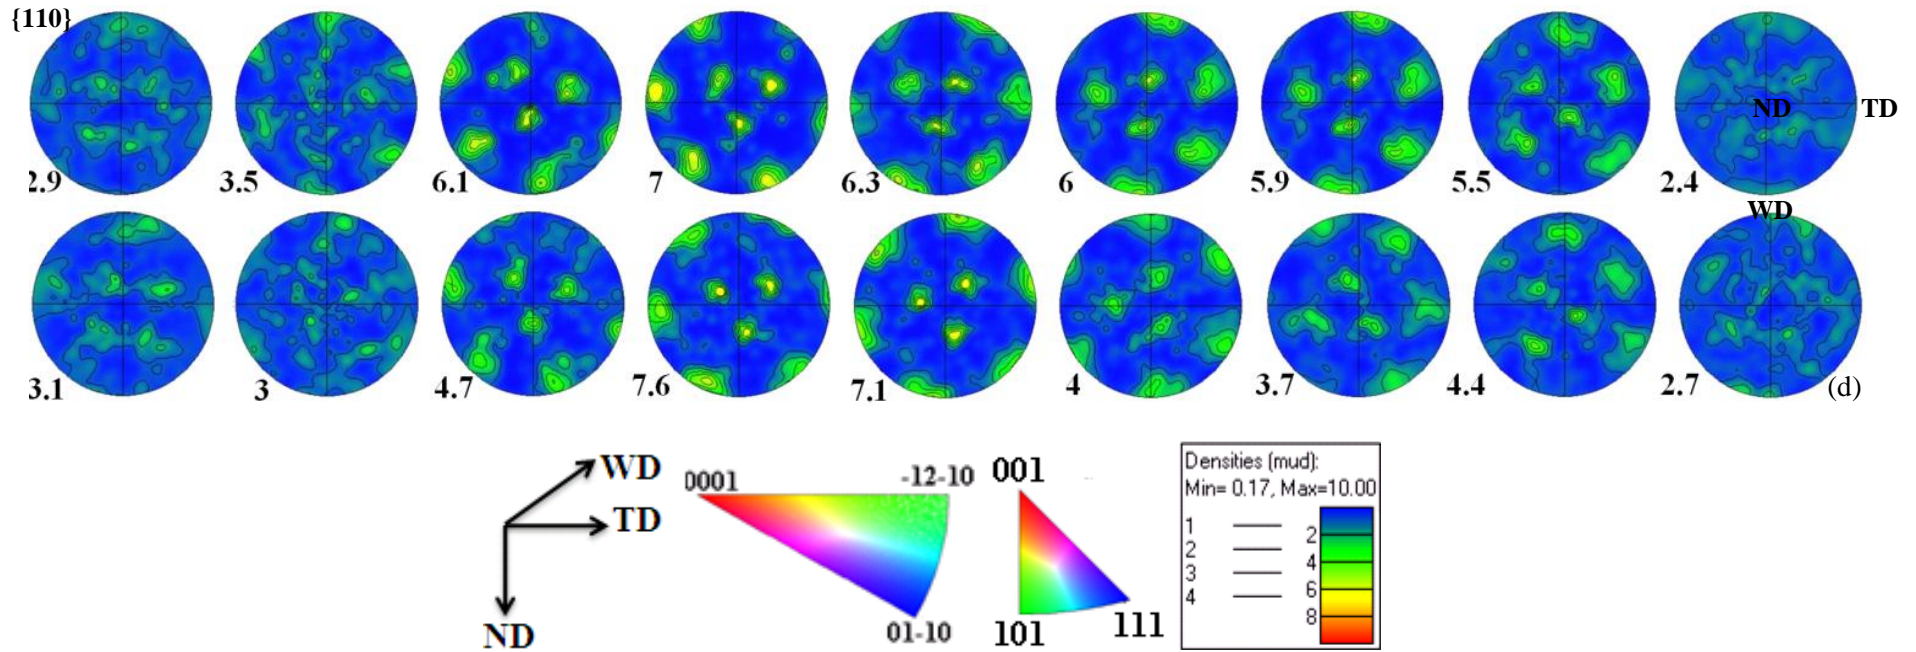 {110}
ND TD
2.9 3.5 6.1 7 6.3 6 5.9 5.5 2.4
WD
3.1 3 4.7 7.6 7.1 4 3.7 4.4 2.7 (d)
WD
TD
ND
0001 -12-10
01-10
001
101 111
Densities (mud):
Min= 0.17, Max=10.00
1
2
3
4
2
4
6
8